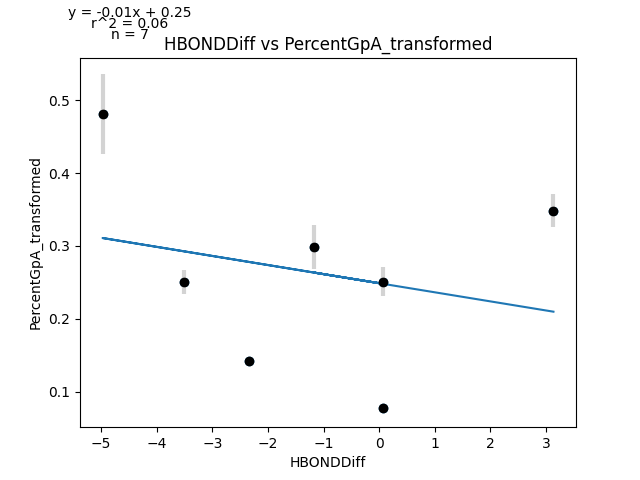 y = -0.01x + 0.25
r^2 = 0.06
n = 7
HBONDDiff vs PercentGpA_transformed
PercentGpA_transformed
0.5
0.4
0.3
0.2
0.1
−5 −4 −3 −2 −1 0 1 2 3
HBONDDiff